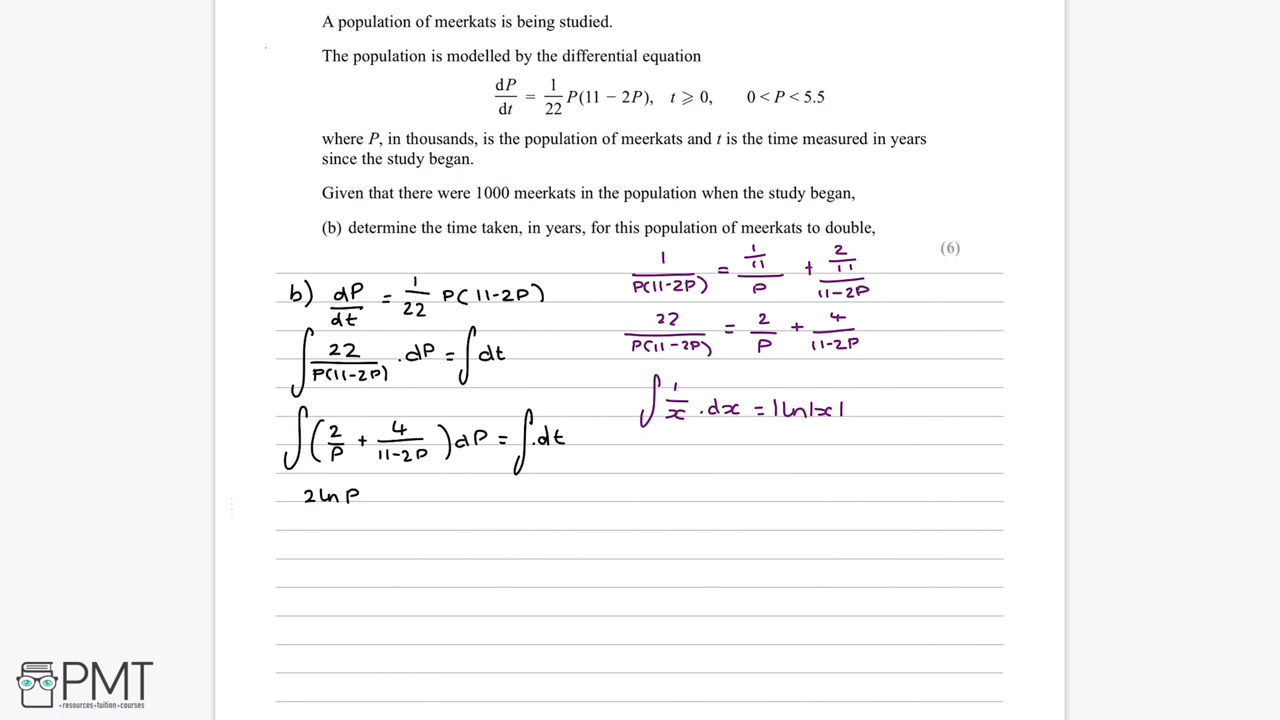 A population of meerkats is being studied.
The population is modelled by the differential equation
dP/dt = 1/22 P(11 − 2P), t ⩾ 0, 0 < P < 5.5
where P, in thousands, is the population of meerkats and t is the time measured in years
since the study began.
Given that there were 1000 meerkats in the population when the study began,
(b) determine the time taken, in years, for this population of meerkats to double,
(6)
b) dP/dt = 1/22 P(11-2P)
∫ 22/P(11-2P) . dP = ∫ dt
∫ (2/P + 4/11-2P) dP = ∫ . dt
2 ln P
1/P(11-2P) = 1/11/P + 2/11/11-2P
22/P(11-2P) = 2/P + 4/11-2P
∫ 1/x . dx = 1 ln|x|
PMT
•resources•tuition•courses